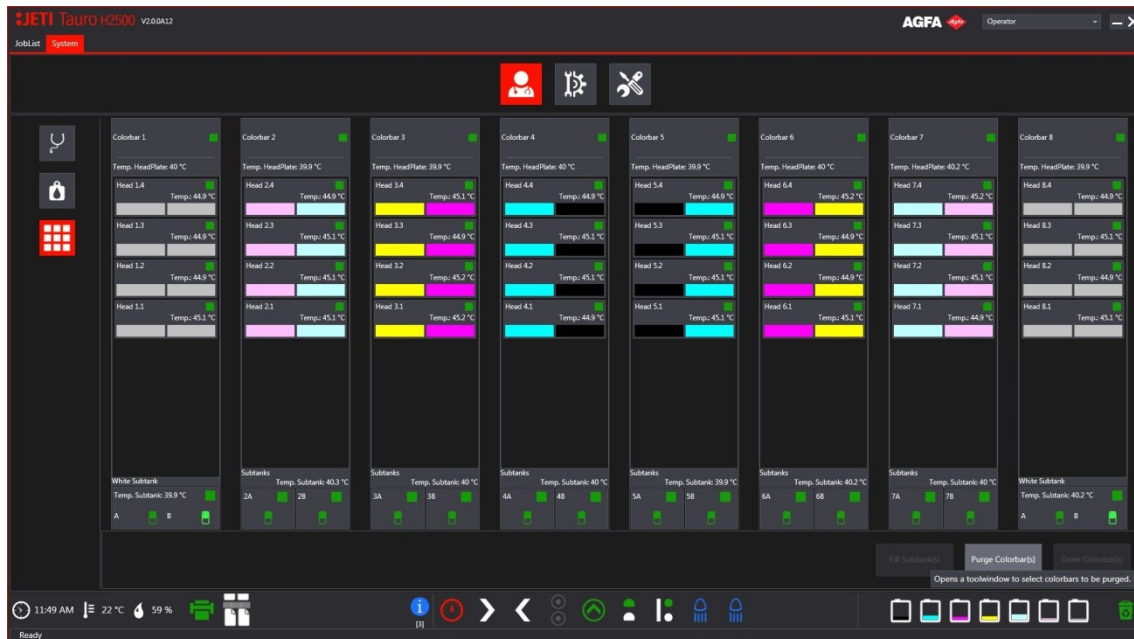 JETI Tauro H2500 V2.0.0A12
AGFA
Operator
JobList System
Colorbar 1
Temp. HeadPlate: 40 °C
Head 1.4
Temp.: 44.9 °C
Head 1.3
Temp.: 44.9 °C
Head 1.2
Temp.: 44.9 °C
Head 1.1
Temp.: 45.1 °C
White Subtank
Temp. Subtank: 39.9 °C
A B
Colorbar 2
Temp. HeadPlate: 39.9 °C
Head 2.4
Temp.: 44.9 °C
Head 2.3
Temp.: 45.1 °C
Head 2.2
Temp.: 45.1 °C
Head 2.1
Temp.: 45.1 °C
Subtanks
Temp. Subtank: 40.3 °C
2A 2B
Colorbar 3
Temp. HeadPlate: 39.9 °C
Head 3.4
Temp.: 45.1 °C
Head 3.3
Temp.: 44.9 °C
Head 3.2
Temp.: 45.2 °C
Head 3.1
Temp.: 45.2 °C
Subtanks
Temp. Subtank: 40 °C
3A 3B
Colorbar 4
Temp. HeadPlate: 40 °C
Head 4.4
Temp.: 44.9 °C
Head 4.3
Temp.: 45.1 °C
Head 4.2
Temp.: 45.1 °C
Head 4.1
Temp.: 44.9 °C
Subtanks
Temp. Subtank: 40 °C
4A 4B
Colorbar 5
Temp. HeadPlate: 39.9 °C
Head 5.4
Temp.: 44.9 °C
Head 5.3
Temp.: 45.1 °C
Head 5.2
Temp.: 45.1 °C
Head 5.1
Temp.: 44.9 °C
Subtanks
Temp. Subtank: 39.9 °C
5A 5B
Colorbar 6
Temp. HeadPlate: 40 °C
Head 6.4
Temp.: 45.2 °C
Head 6.3
Temp.: 44.9 °C
Head 6.2
Temp.: 44.9 °C
Head 6.1
Temp.: 45.1 °C
Subtanks
Temp. Subtank: 40.2 °C
6A 6B
Colorbar 7
Temp. HeadPlate: 40.2 °C
Head 7.4
Temp.: 45.2 °C
Head 7.3
Temp.: 45.1 °C
Head 7.2
Temp.: 45.1 °C
Head 7.1
Temp.: 44.9 °C
Subtanks
Temp. Subtank: 40 °C
7A 7B
Colorbar 8
Temp. HeadPlate: 39.9 °C
Head 8.4
Temp.: 44.9 °C
Head 8.3
Temp.: 45.1 °C
Head 8.2
Temp.: 44.9 °C
Head 8.1
Temp.: 45.1 °C
White Subtank
Temp. Subtank: 40.2 °C
A B
Fill Subtank(s) Purge Colorbar(s) Drain Colorbar(s)
Opens a toolwindow to select colorbars to be purged.
11:49 AM 22 °C 59 %
[3]
Ready